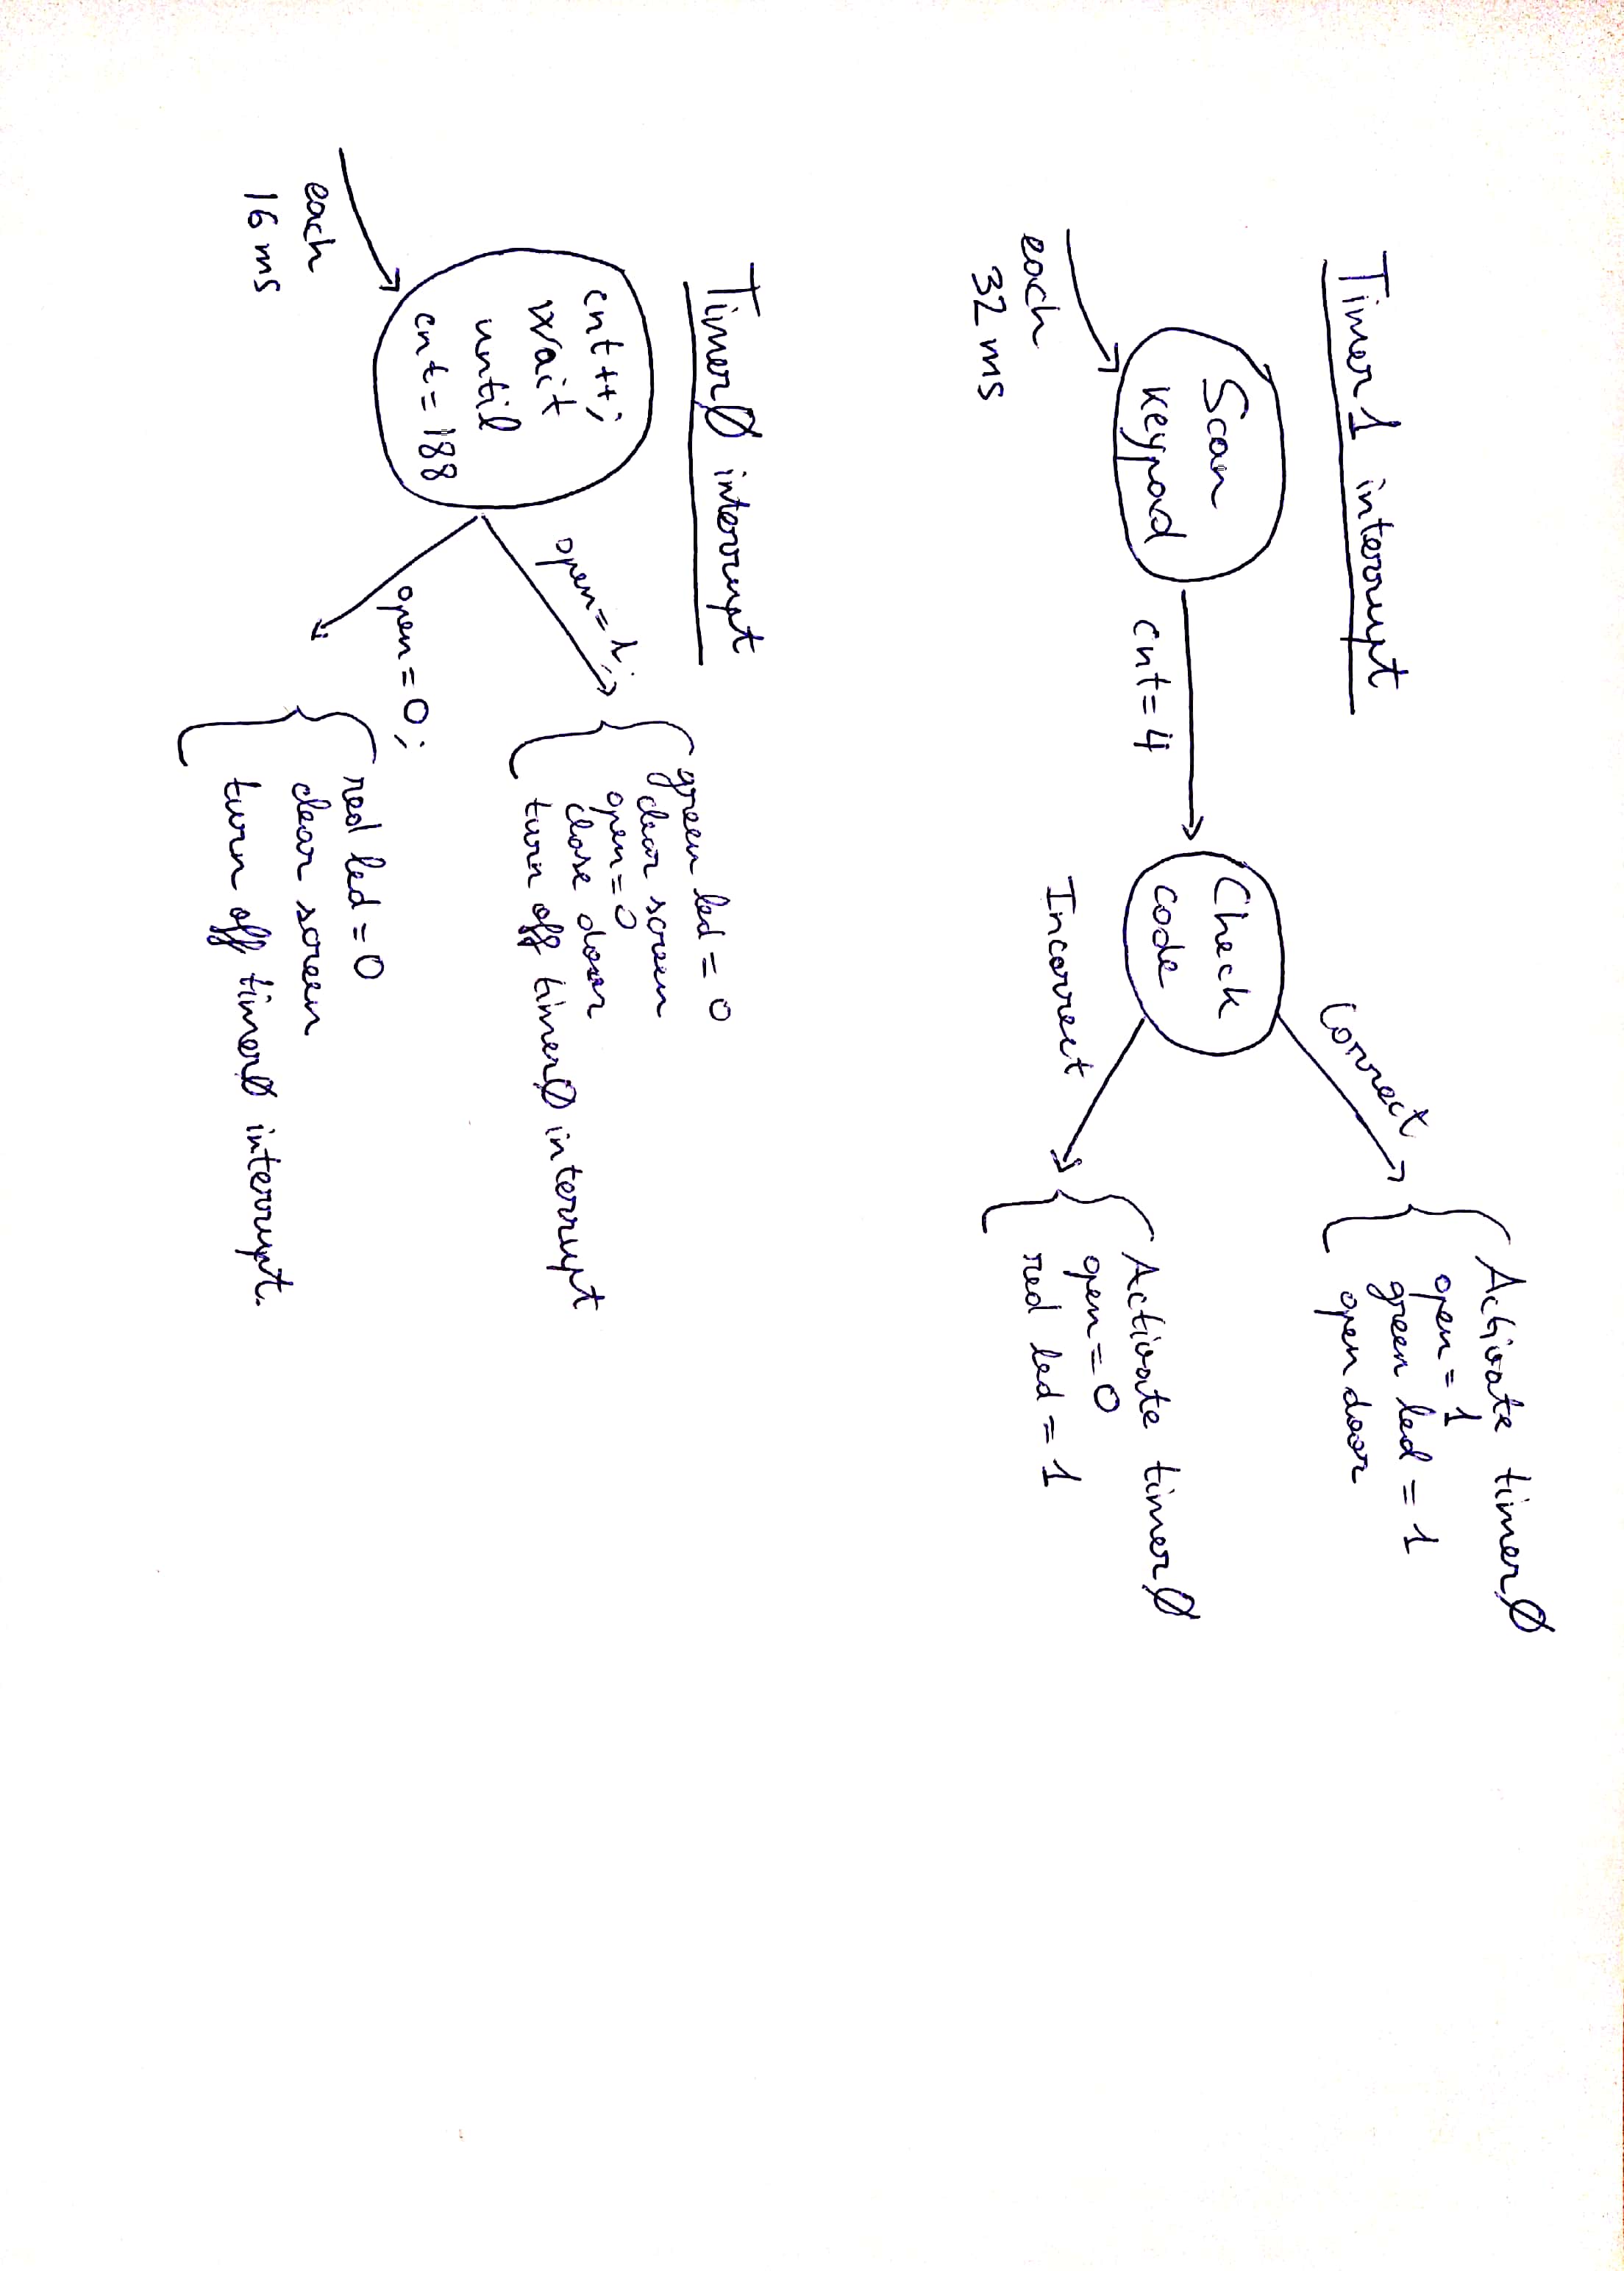 Timer1 interrupt
Scan
keypad
each
32 ms
cnt=4
Check
code
Correct
Activate timerØ
open = 1
green led = 1
open door
Incorrect
Activate timerØ
open = 0
red led = 1
TimerØ interrupt
cnt++;
wait
until
cnt = 188
each
16 ms
open=1;
green led = 0
clear screen
open=0
close door
turn off timerØ interrupt
open=0;
red led = 0
clear screen
turn off timerØ interrupt.